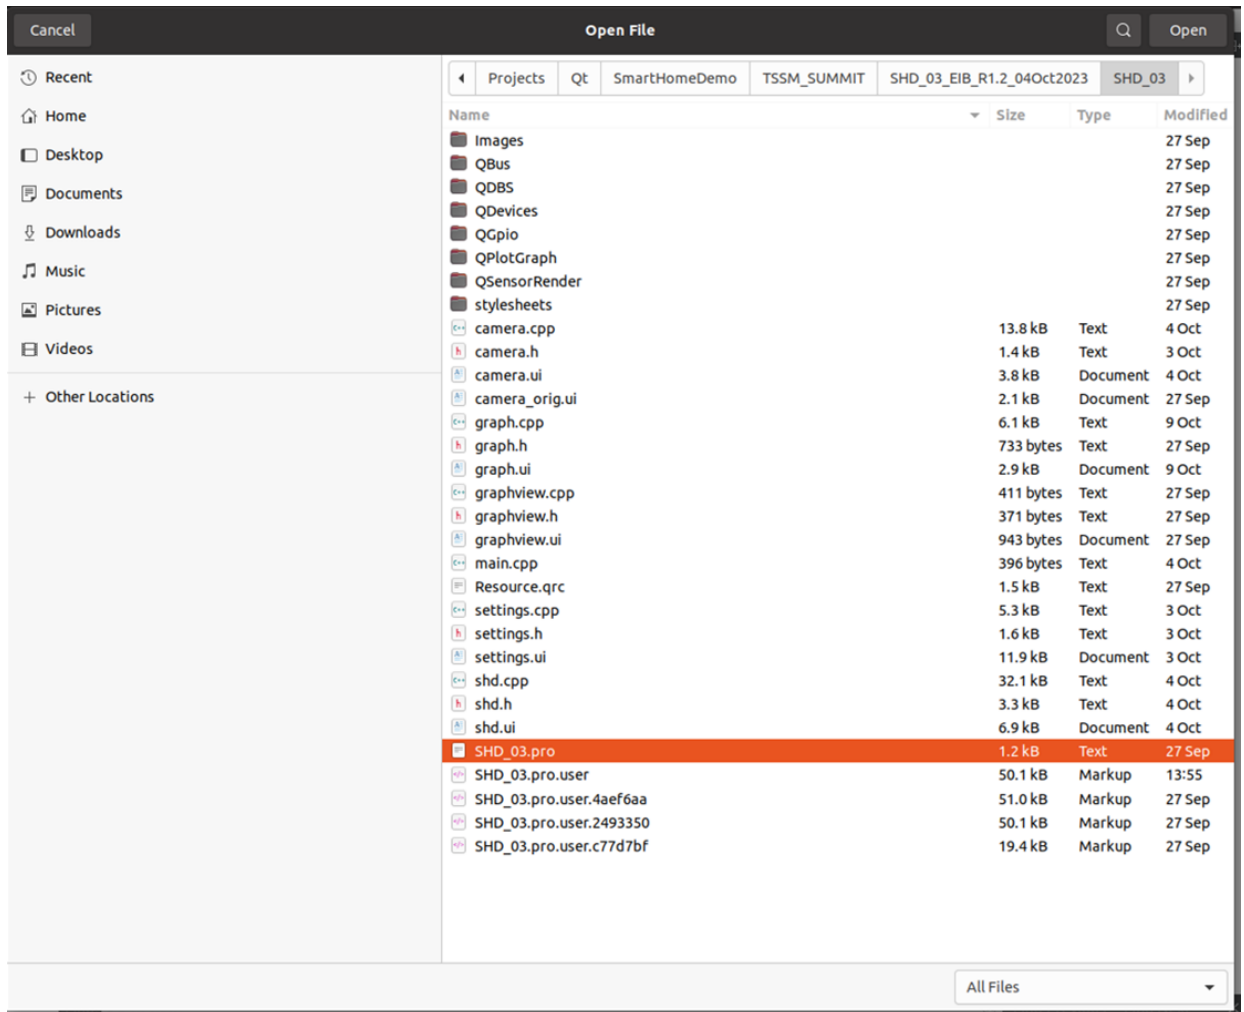 Cancel Open File Open
Recent
Home
Desktop
Documents
Downloads
Music
Pictures
Videos
Other Locations
Projects Qt SmartHomeDemo TSSM_SUMMIT SHD_03_EIB_R1.2_04Oct2023 SHD_03
Name Size Type Modified
Images 27 Sep
QBus 27 Sep
QDBS 27 Sep
QDevices 27 Sep
QGpio 27 Sep
QPlotGraph 27 Sep
QSensorRender 27 Sep
stylesheets 27 Sep
camera.cpp 13.8 kB Text 4 Oct
camera.h 1.4 kB Text 3 Oct
camera.ui 3.8 kB Document 4 Oct
camera_orig.ui 2.1 kB Document 27 Sep
graph.cpp 6.1 kB Text 9 Oct
graph.h 733 bytes Text 27 Sep
graph.ui 2.9 kB Document 9 Oct
graphview.cpp 411 bytes Text 27 Sep
graphview.h 371 bytes Text 27 Sep
graphview.ui 943 bytes Document 27 Sep
main.cpp 396 bytes Text 4 Oct
Resource.qrc 1.5 kB Text 27 Sep
settings.cpp 5.3 kB Text 3 Oct
settings.h 1.6 kB Text 3 Oct
settings.ui 11.9 kB Document 3 Oct
shd.cpp 32.1 kB Text 4 Oct
shd.h 3.3 kB Text 4 Oct
shd.ui 6.9 kB Document 4 Oct
SHD_03.pro 1.2 kB Text 27 Sep
SHD_03.pro.user 50.1 kB Markup 13:55
SHD_03.pro.user.4aef6aa 51.0 kB Markup 27 Sep
SHD_03.pro.user.2493350 50.1 kB Markup 27 Sep
SHD_03.pro.user.c77d7bf 19.4 kB Markup 27 Sep
All Files